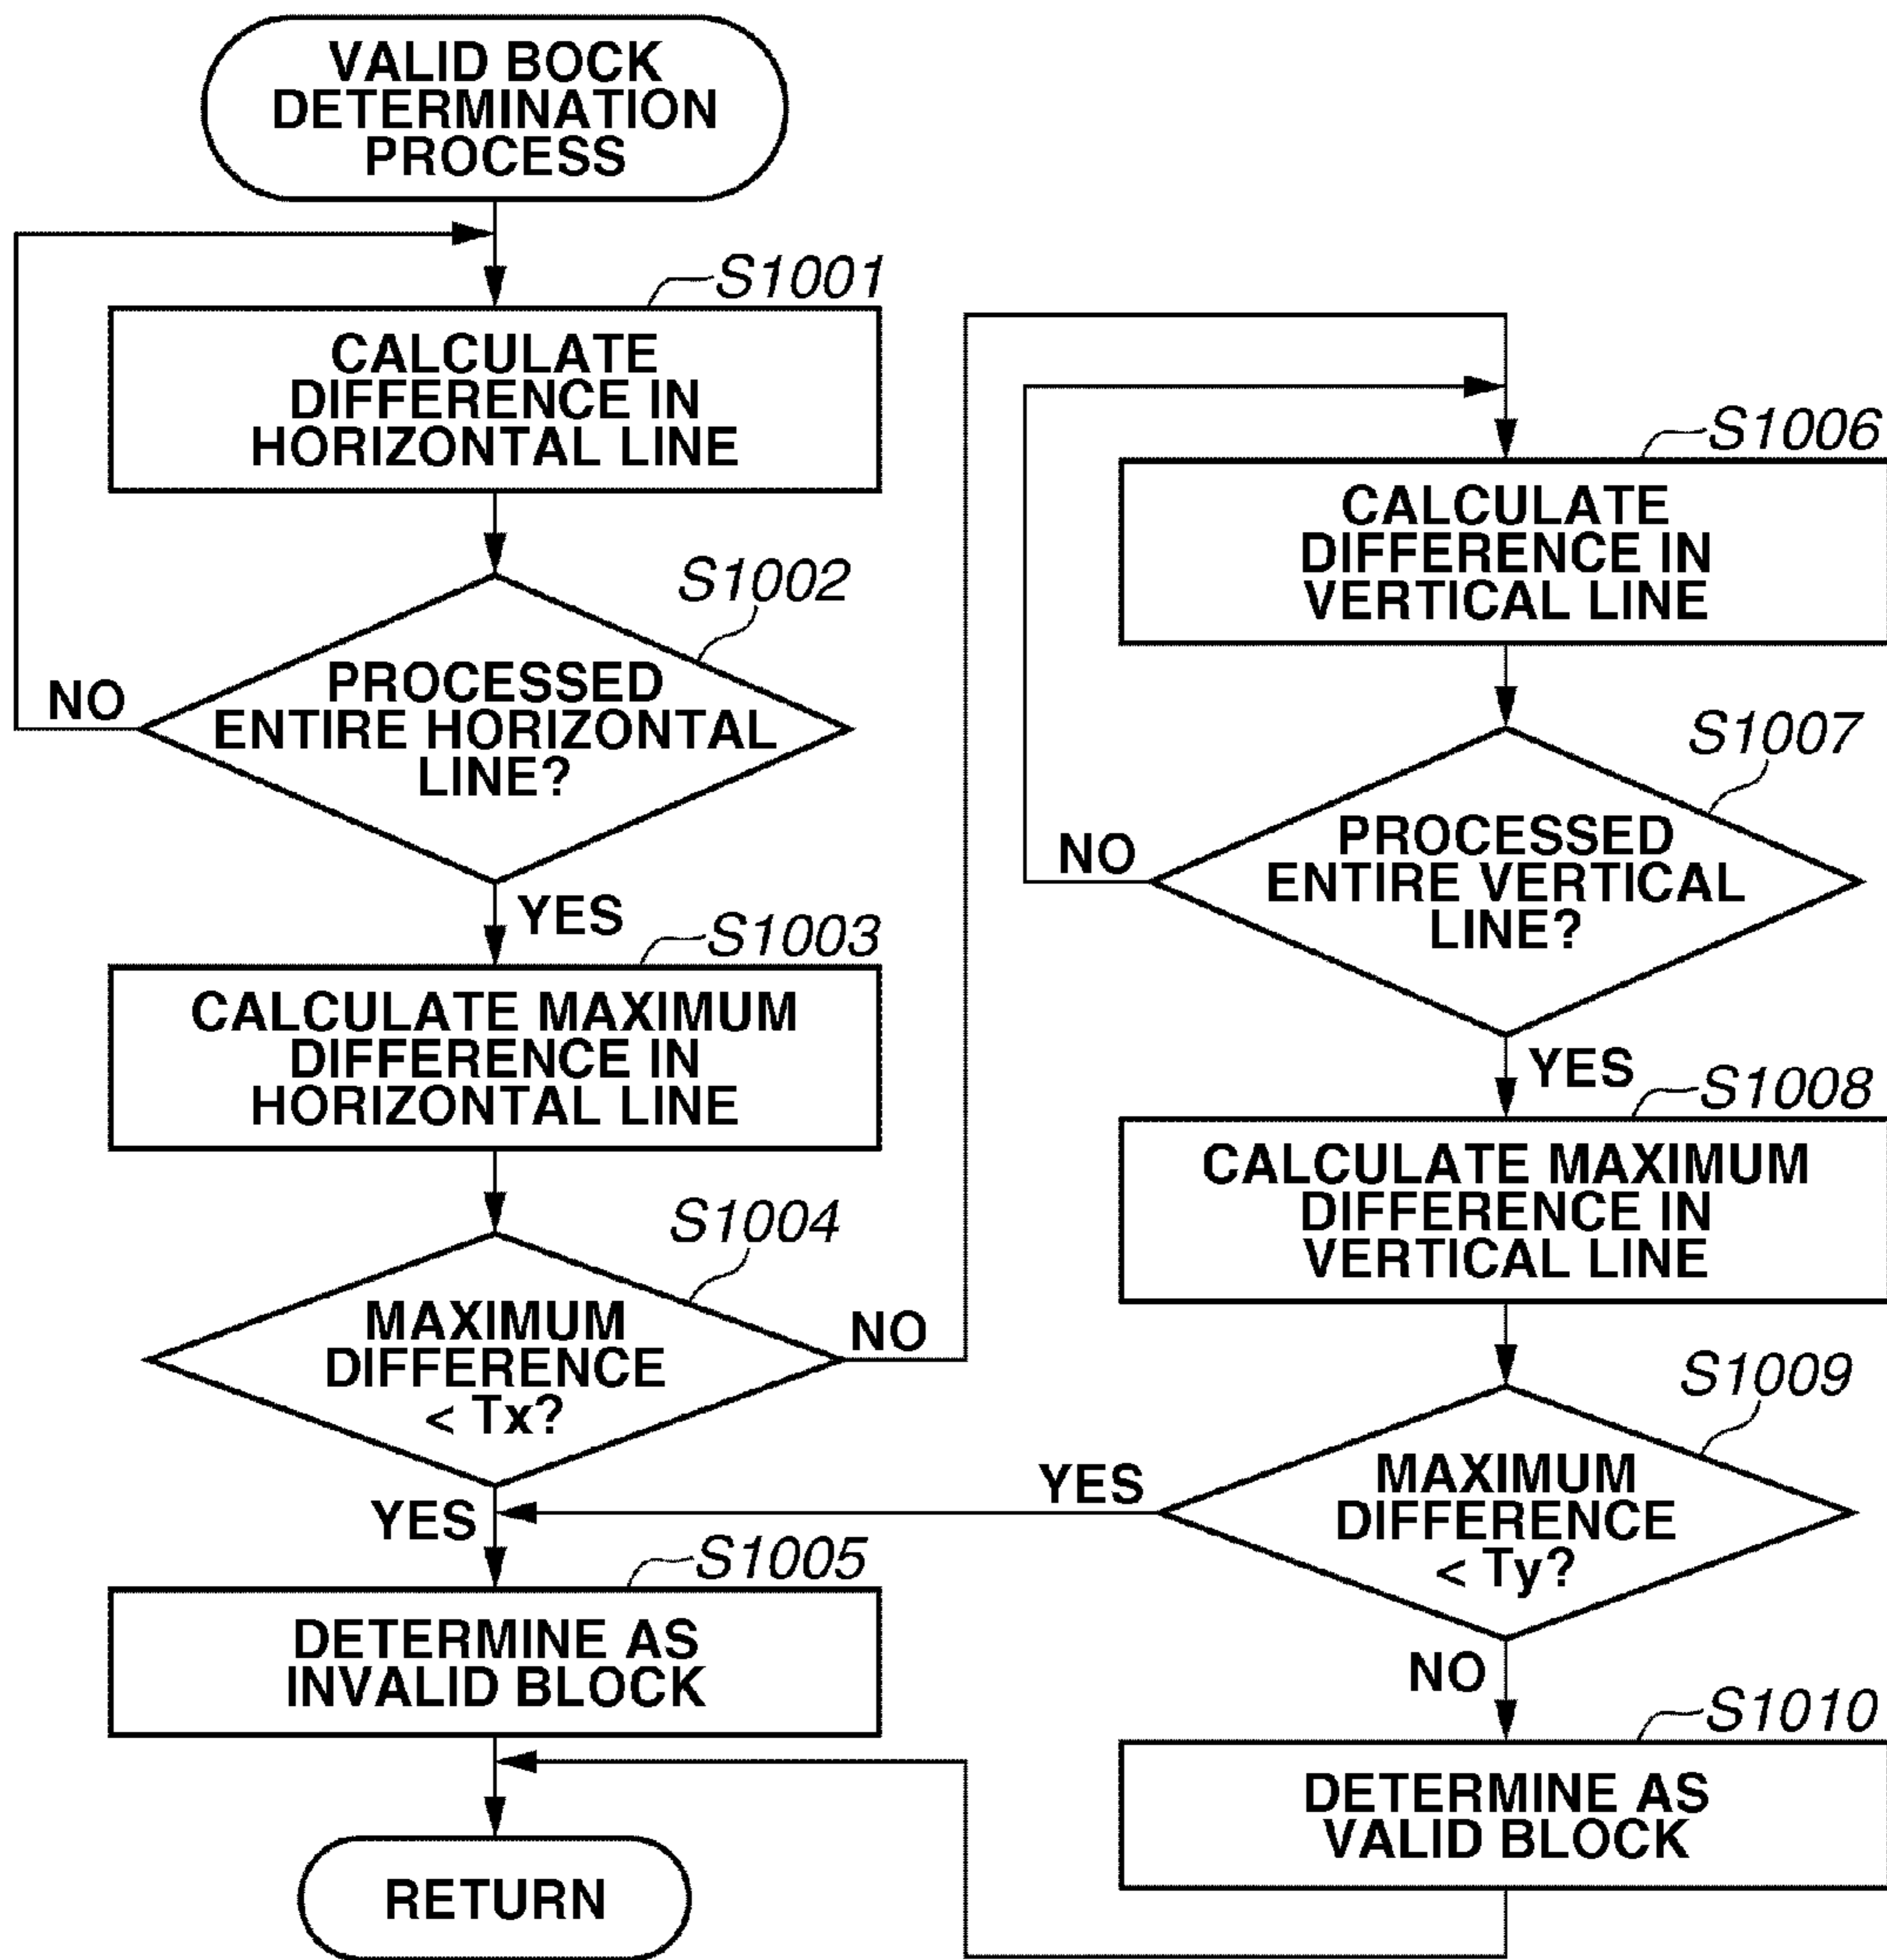 VALID BOCK
DETERMINATION
PROCESS
S1001
CALCULATE
DIFFERENCE IN
HORIZONTAL LINE
S1002
PROCESSED
ENTIRE HORIZONTAL
LINE?
NO
YES
S1003
CALCULATE MAXIMUM
DIFFERENCE IN
HORIZONTAL LINE
S1004
MAXIMUM
DIFFERENCE
< Tx?
NO
YES
S1005
DETERMINE AS
INVALID BLOCK
RETURN
S1006
CALCULATE
DIFFERENCE IN
VERTICAL LINE
S1007
PROCESSED
ENTIRE VERTICAL
LINE?
NO
YES
S1008
CALCULATE MAXIMUM
DIFFERENCE IN
VERTICAL LINE
S1009
MAXIMUM
DIFFERENCE
< Ty?
YES
NO
S1010
DETERMINE AS
VALID BLOCK